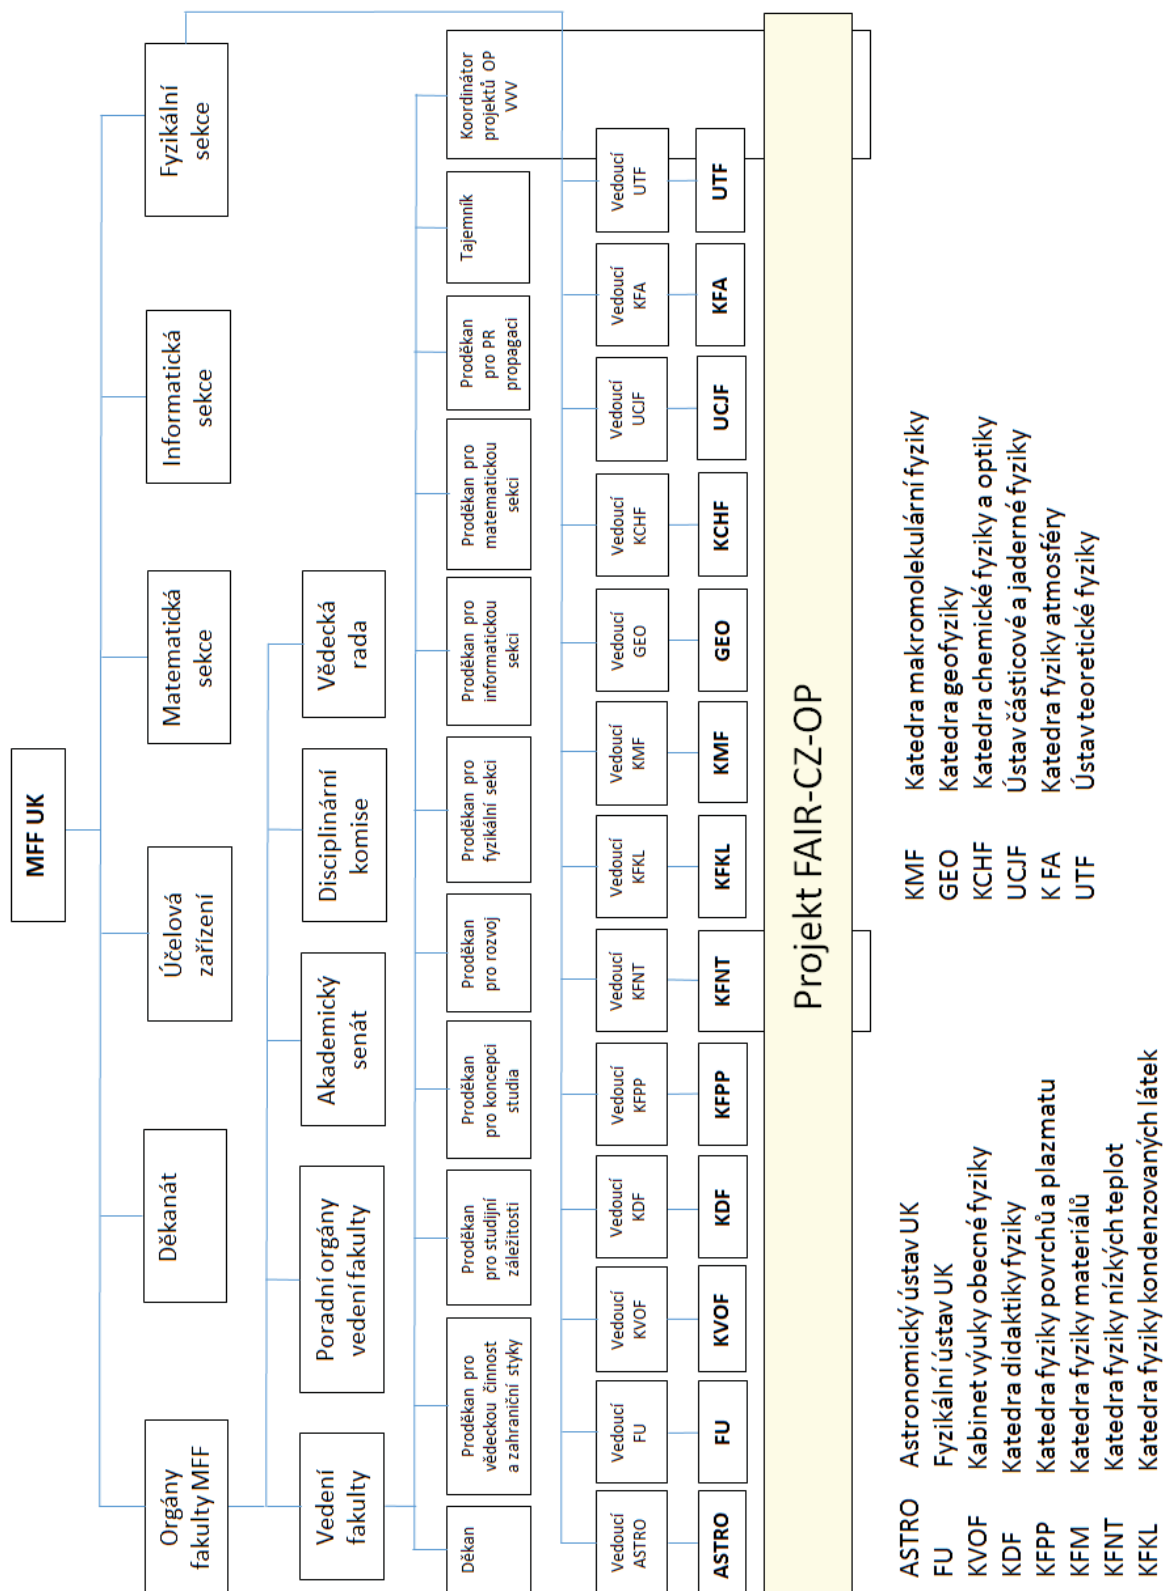 MFF UK
Orgány
fakulty MFF
Děkanát
Účelová
zařízení
Matematická
sekce
Informatická
sekce
Fyzikální
sekce
Vedení
fakulty
Poradní orgány
vedení fakulty
Akademický
senát
Disciplinární
komise
Vědecká
rada
Děkan
Proděkan pro
vědeckou činnost
a zahraniční styky
Proděkan
pro studijní
záležitosti
Proděkan
pro koncepci
studia
Proděkan
pro rozvoj
Proděkan pro
fyzikální sekci
Proděkan pro
informatickou
sekci
Proděkan pro
matematickou
sekci
Proděkan
pro PR
propagaci
Tajemník
Koordinátor
projektů OP
VVV
Vedoucí
ASTRO
Vedoucí
FU
Vedoucí
KVOF
Vedoucí
KDF
Vedoucí
KFPP
Vedoucí
KFNT
Vedoucí
KFKL
Vedoucí
KMF
Vedoucí
GEO
Vedoucí
KCHF
Vedoucí
UCJF
Vedoucí
KFA
Vedoucí
UTF
ASTRO
FU
KVOF
KDF
KFPP
KFNT
KFKL
KMF
GEO
KCHF
UCJF
KFA
UTF
Projekt FAIR-CZ-OP
ASTRO Astronomický ústav UK
FU Fyzikální ústav UK
KVOF Kabinet výuky obecné fyziky
KDF Katedra didaktiky fyziky
KFPP Katedra fyziky povrchů a plazmatu
KFM Katedra fyziky materiálů
KFNT Katedra fyziky nízkých teplot
KFKL Katedra fyziky kondenzovaných látek
KMF Katedra makromolekulární fyziky
GEO Katedra geofyziky
KCHF Katedra chemické fyziky a optiky
UCJF Ústav částicové a jaderné fyziky
K FA Katedra fyziky atmosféry
UTF Ústav teoretické fyziky